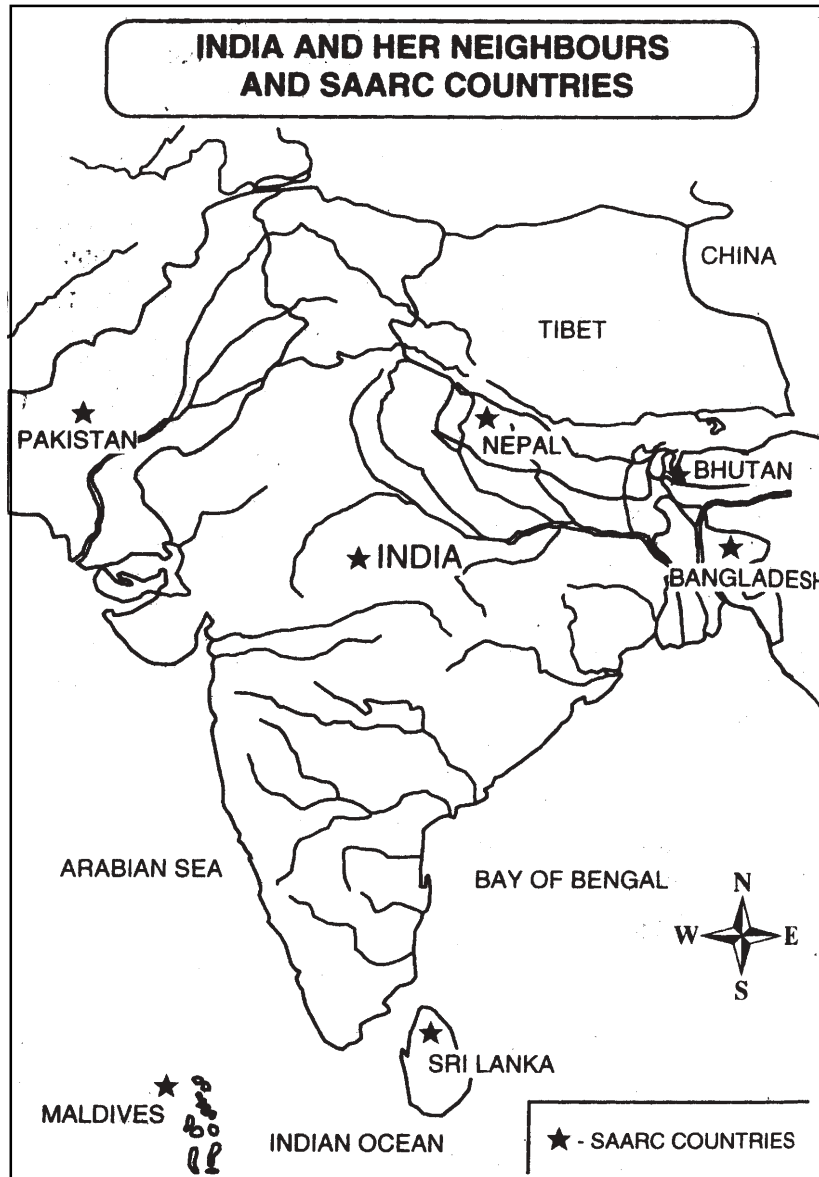 INDIA AND HER NEIGHBOURS
AND SAARC COUNTRIES
CHINA
TIBET
PAKISTAN
NEPAL
BHUTAN
INDIA
BANGLADESH
ARABIAN SEA
BAY OF BENGAL
N
W
E
S
SRI LANKA
MALDIVES
INDIAN OCEAN
★ - SAARC COUNTRIES